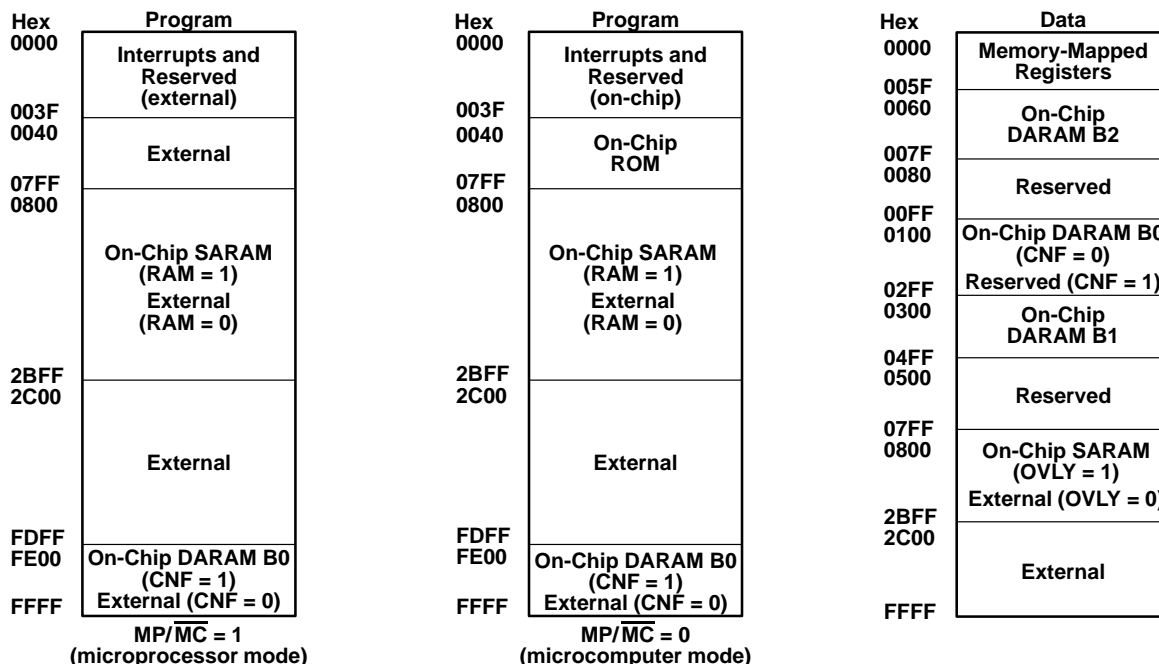 Hex
Program
0000
Interrupts and
Reserved
(external)
003F
0040
External
07FF
0800
On-Chip SARAM
(RAM = 1)
External
(RAM = 0)
2BFF
2C00
External
FDFF
FE00
On-Chip DARAM B0
(CNF = 1)
External (CNF = 0)
FFFF
MP/MC = 1
(microprocessor mode)
Hex
Program
0000
Interrupts and
Reserved
(on-chip)
003F
0040
On-Chip
ROM
07FF
0800
On-Chip SARAM
(RAM = 1)
External
(RAM = 0)
2BFF
2C00
External
FDFF
FE00
On-Chip DARAM B0
(CNF = 1)
External (CNF = 0)
FFFF
MP/MC = 0
(microcomputer mode)
Hex
Data
0000
Memory-Mapped
Registers
005F
0060
On-Chip
DARAM B2
007F
0080
Reserved
00FF
0100
On-Chip DARAM B0
(CNF = 0)
Reserved (CNF = 1)
02FF
0300
On-Chip
DARAM B1
04FF
0500
Reserved
07FF
0800
On-Chip SARAM
(OVLY = 1)
External (OVLY = 0)
2BFF
2C00
External
FFFF